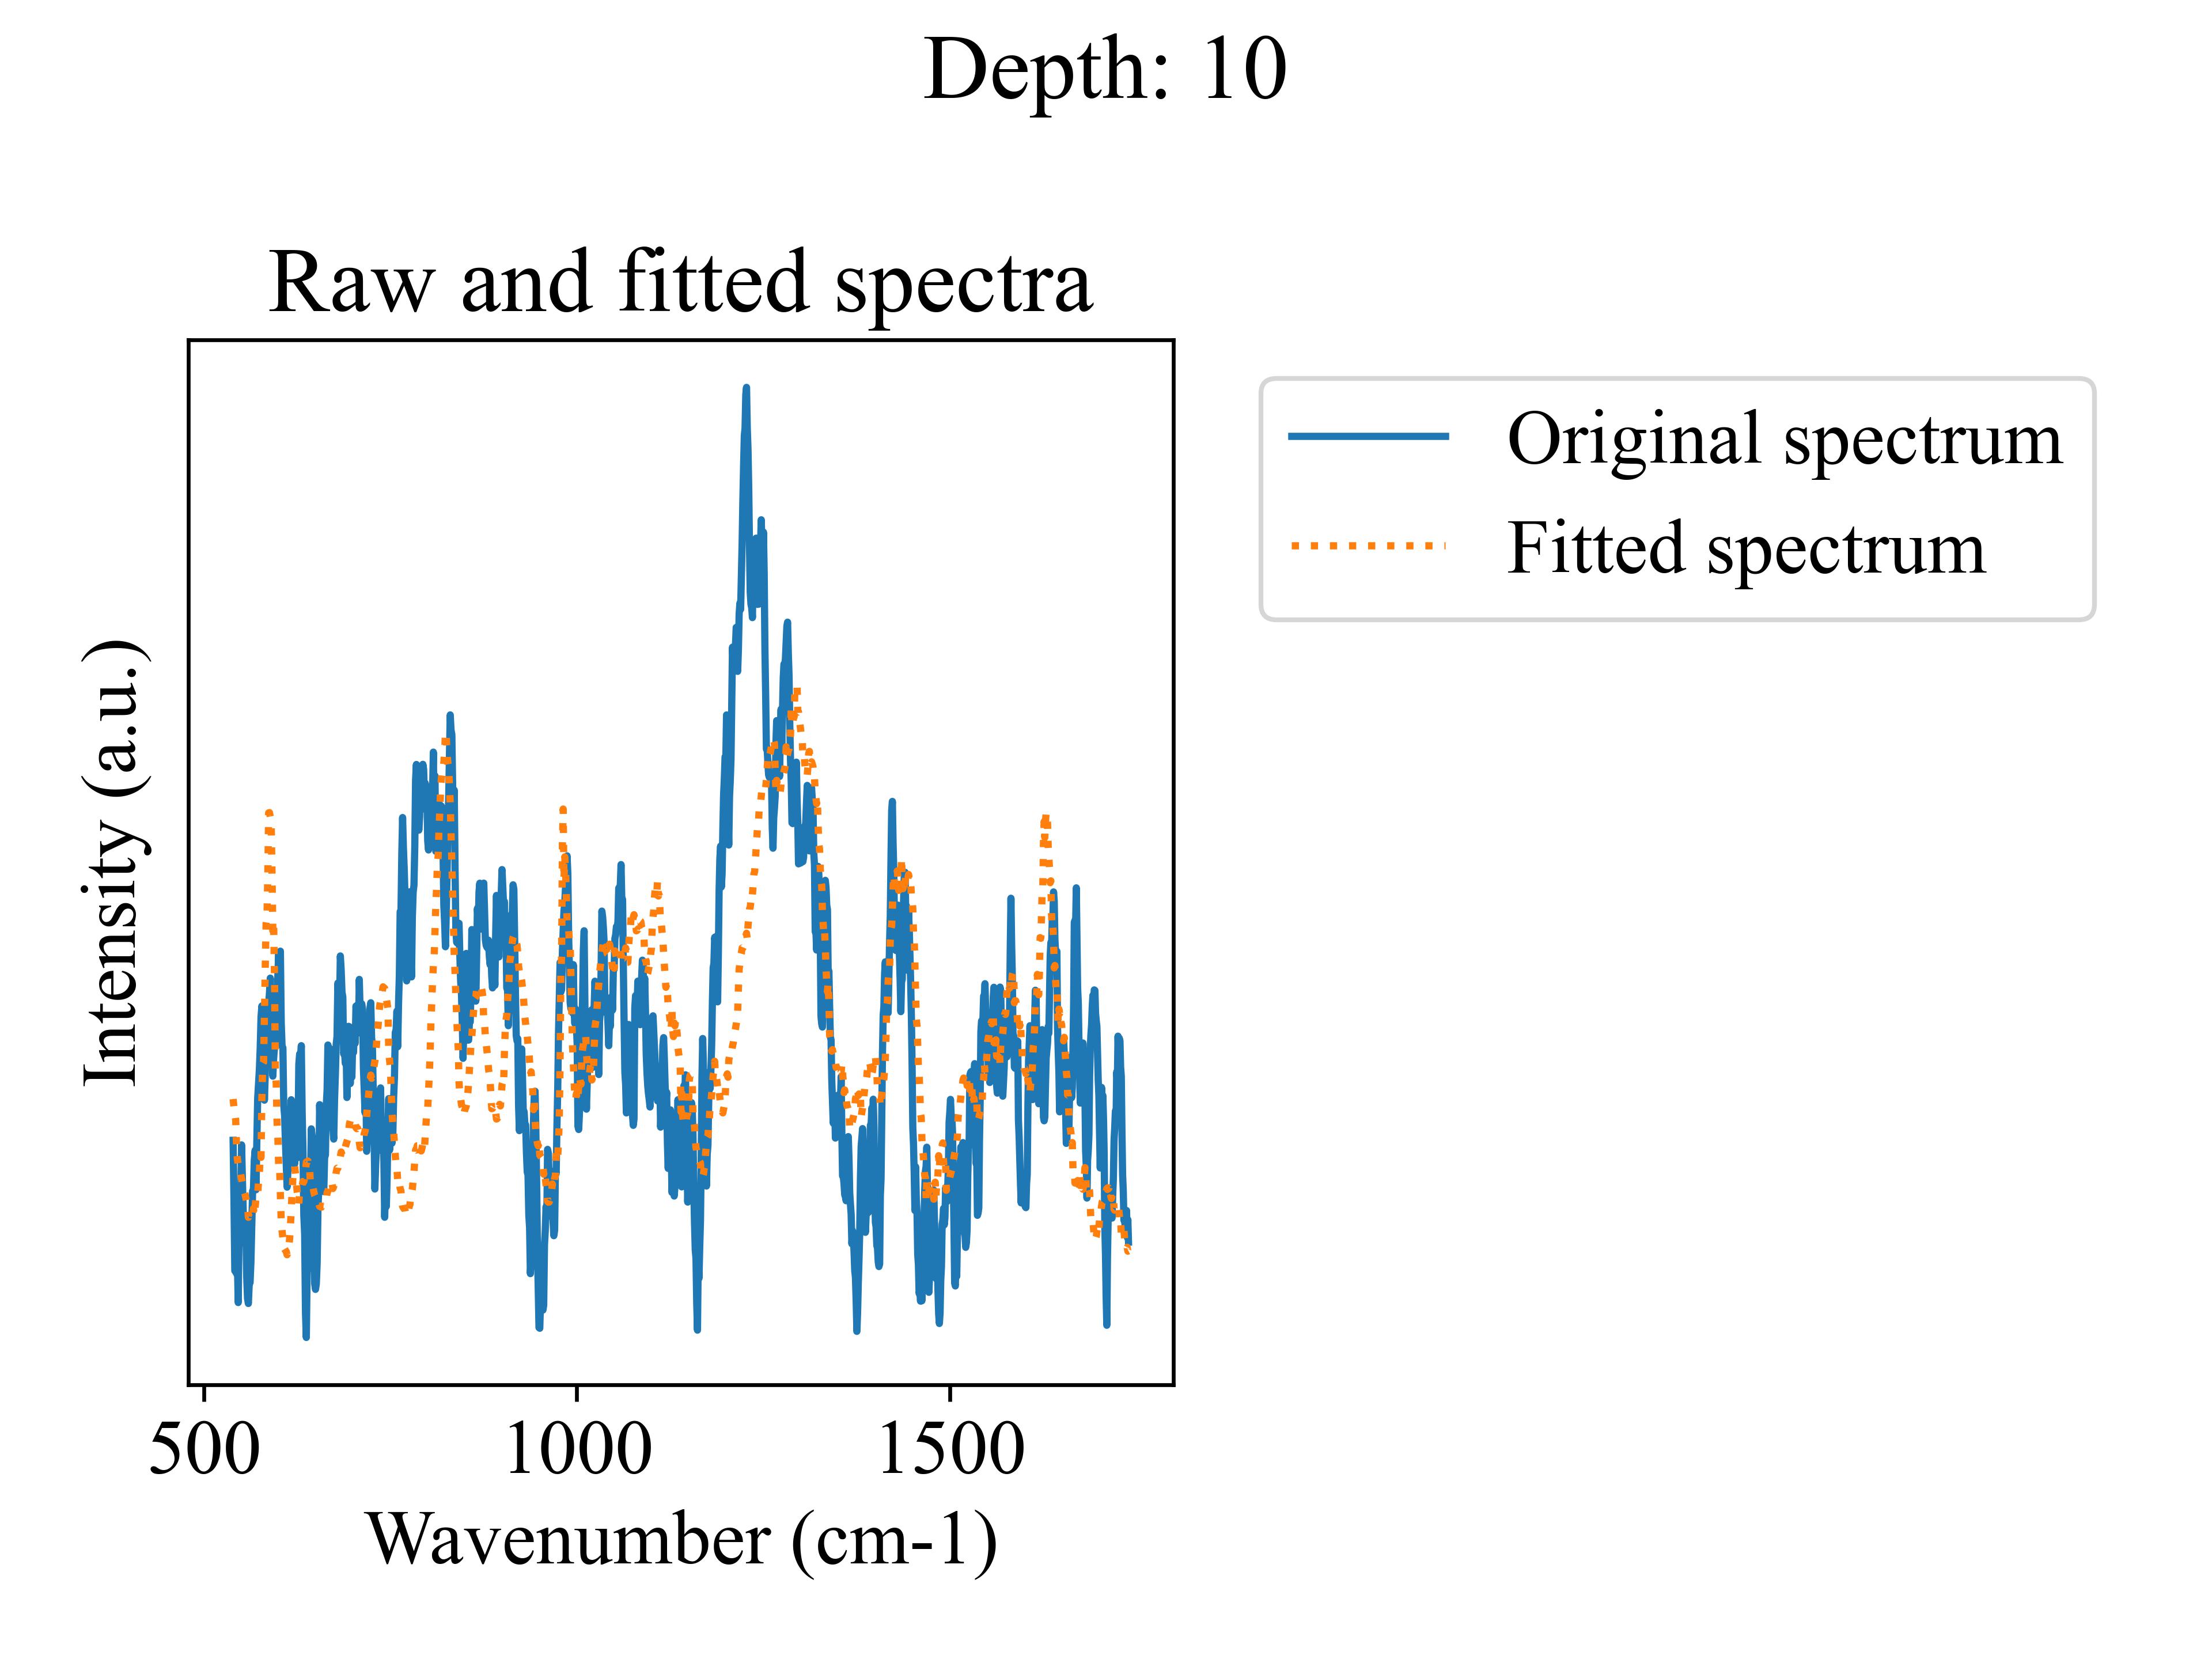 Depth: 10
Raw and fitted spectra
Original spectrum
Fitted spectrum
Intensity (a.u.)
500 1000 1500
Wavenumber (cm-1)